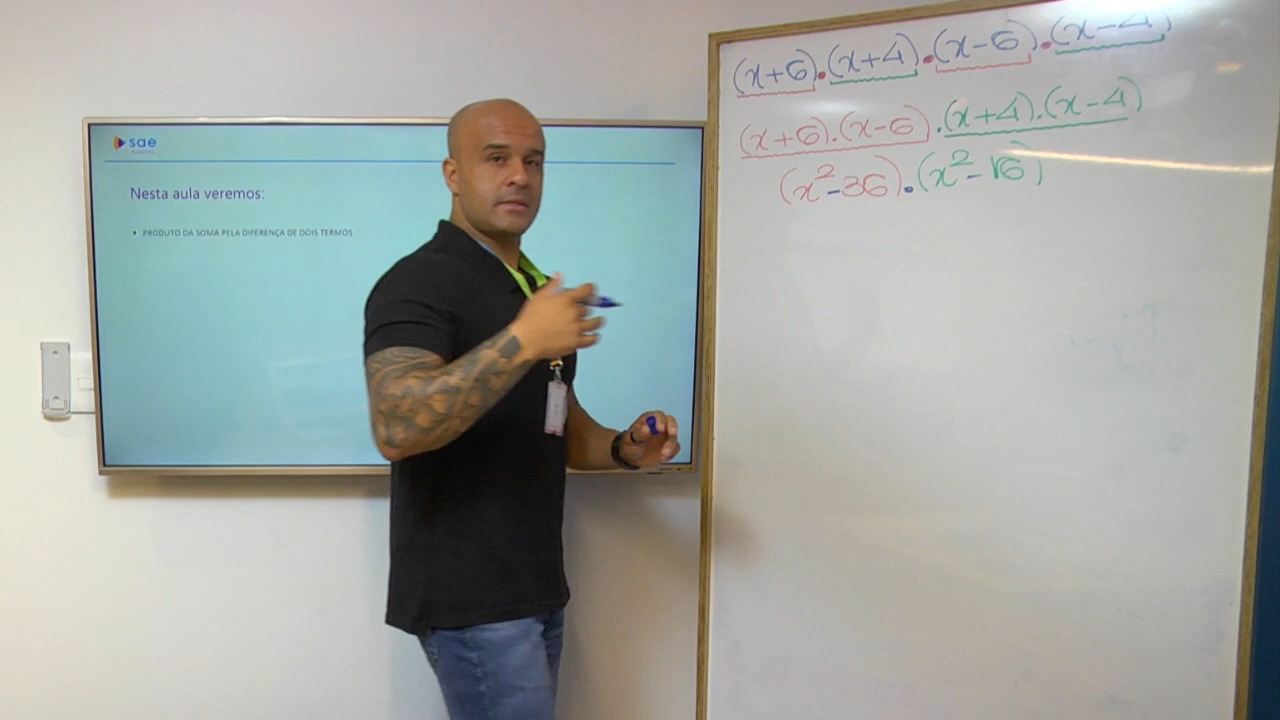 sae
DIGITAL
Nesta aula veremos:
PRODUTO DA SOMA PELA DIFERENÇA DE DOIS TERMOS
(x+6).(x+4).(x-6).(x-4)
(x+6).(x-6).(x+4).(x-4)
(x²-36).(x²-16)